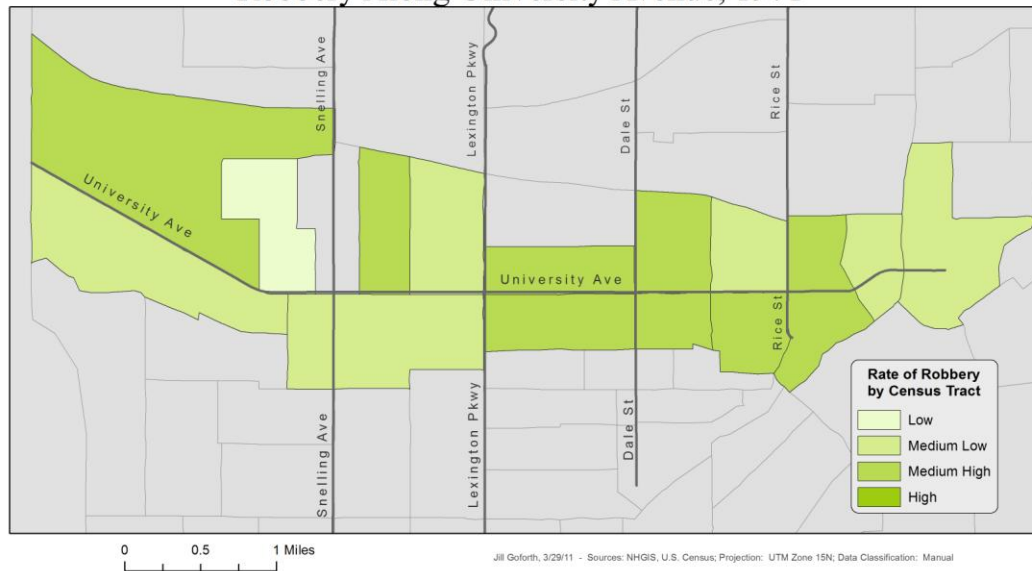 Snelling Ave
Lexington Pkwy
Dale St
Rice St
University Ave
University Ave
Rice St
Snelling Ave
Lexington Pkwy
Dale St
Rate of Robbery
by Census Tract
Low
Medium Low
Medium High
High
0 0.5 1 Miles
Jill Goforth, 3/29/11 - Sources: NHGIS, U.S. Census; Projection: UTM Zone 15N; Data Classification: Manual